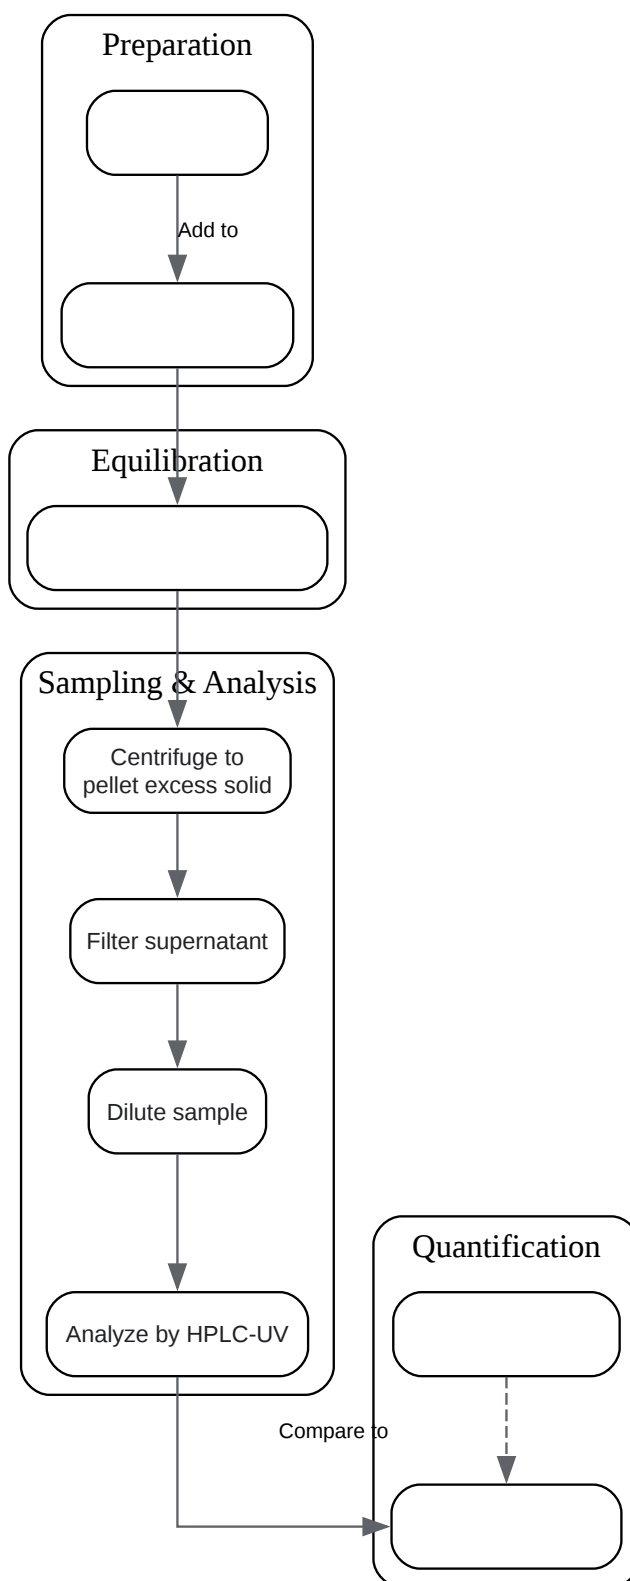 Preparation
Add to
Equilibration
Sampling & Analysis
Centrifuge to
pellet excess solid
Filter supernatant
Dilute sample
Analyze by HPLC-UV
Quantification
Compare to